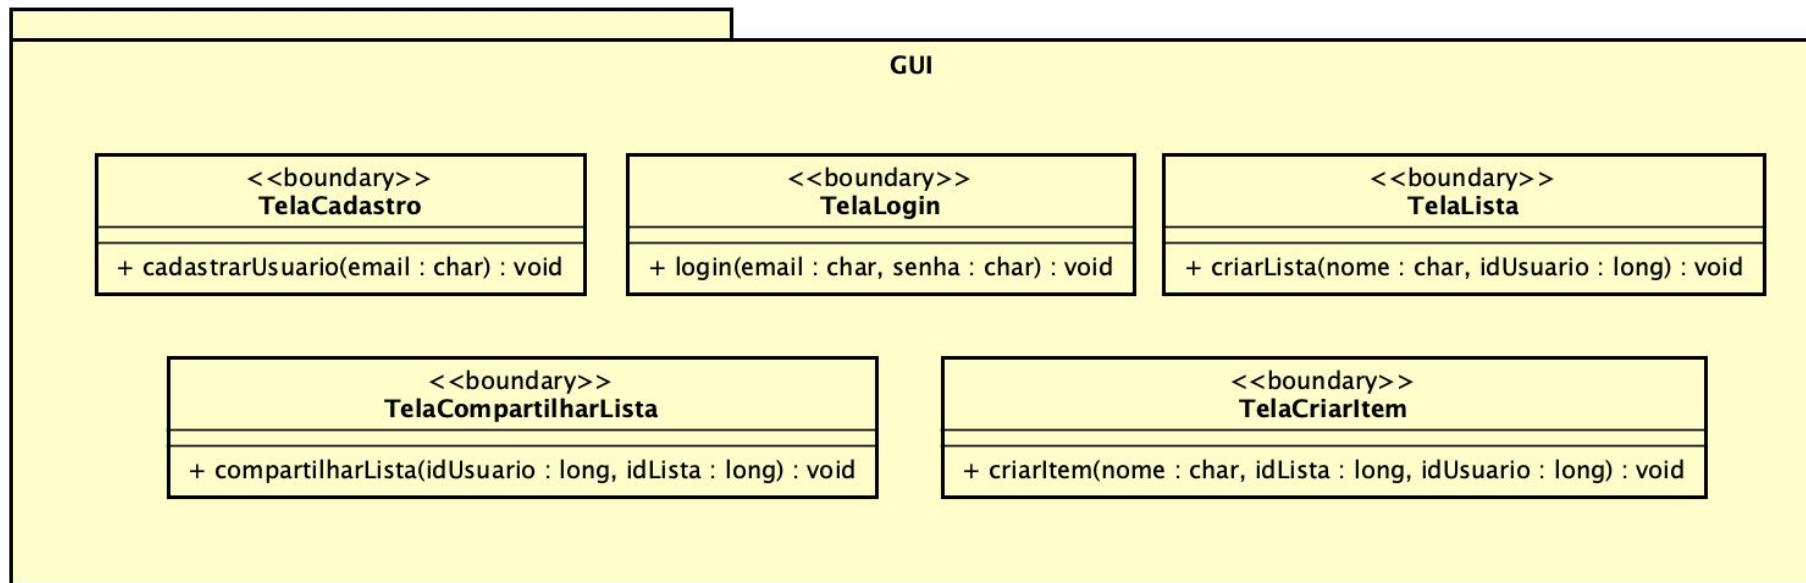 GUI
<<boundary>>
TelaCadastro
+ cadastrarUsuario(email : char) : void
<<boundary>>
TelaLogin
+ login(email : char, senha : char) : void
<<boundary>>
TelaLista
+ criarLista(nome : char, idUsuario : long) : void
<<boundary>>
TelaCompartilharLista
+ compartilharLista(idUsuario : long, idLista : long) : void
<<boundary>>
TelaCriarItem
+ criarItem(nome : char, idLista : long, idUsuario : long) : void